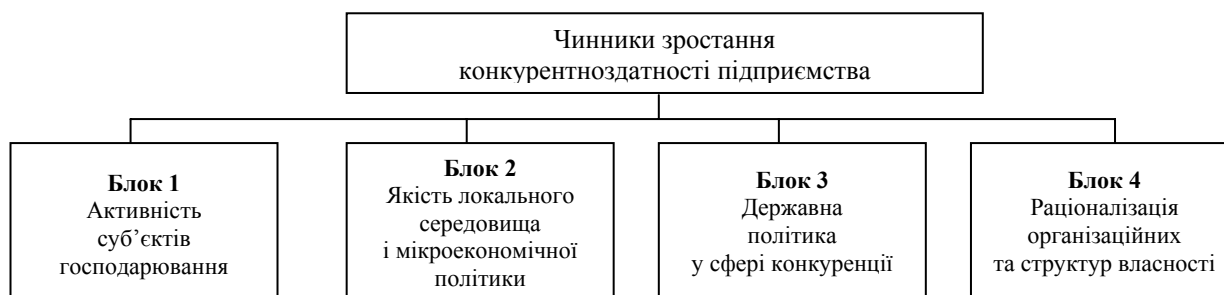 Чинники зростання
конкурентноздатності підприємства
Блок 1
Активність
суб’єктів
господарювання
Блок 2
Якість локального
середовища
і мікроекономічної
політики
Блок 3
Державна
політика
у сфері конкуренції
Блок 4
Раціоналізація
організаційних
та структур власності